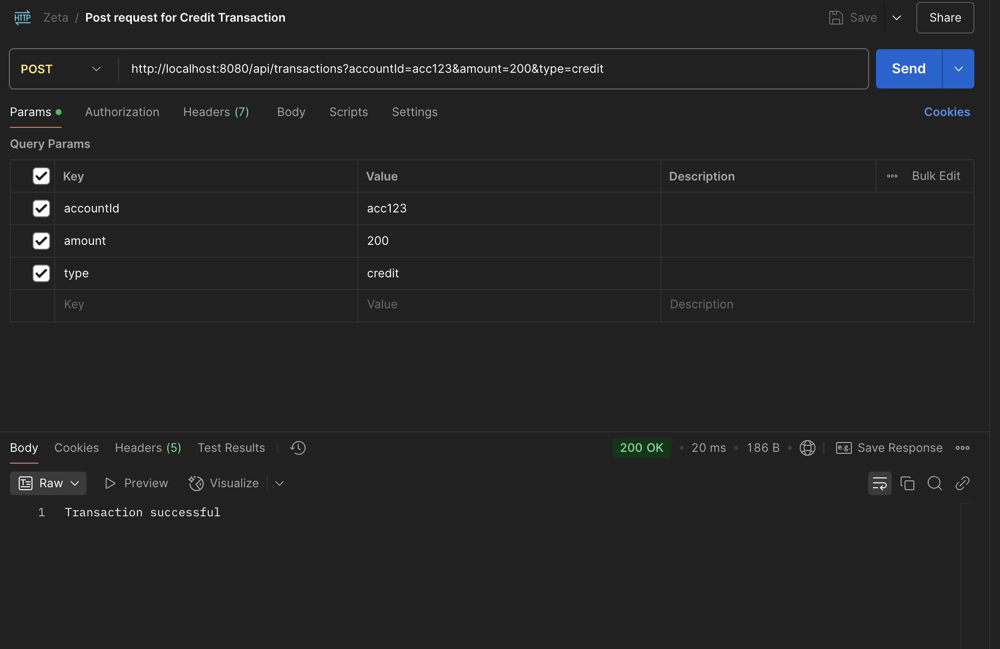 HTTP Zeta / Post request for Credit Transaction Save Share
POST http://localhost:8080/api/transactions?accountId=acc123&amount=200&type=credit Send
Params Authorization Headers (7) Body Scripts Settings Cookies
Query Params
Key Value Description Bulk Edit
accountId acc123
amount 200
type credit
Key Value Description
Body Cookies Headers (5) Test Results 200 OK 20 ms 186 B e.g. Save Response
Raw Preview Visualize
1 Transaction successful